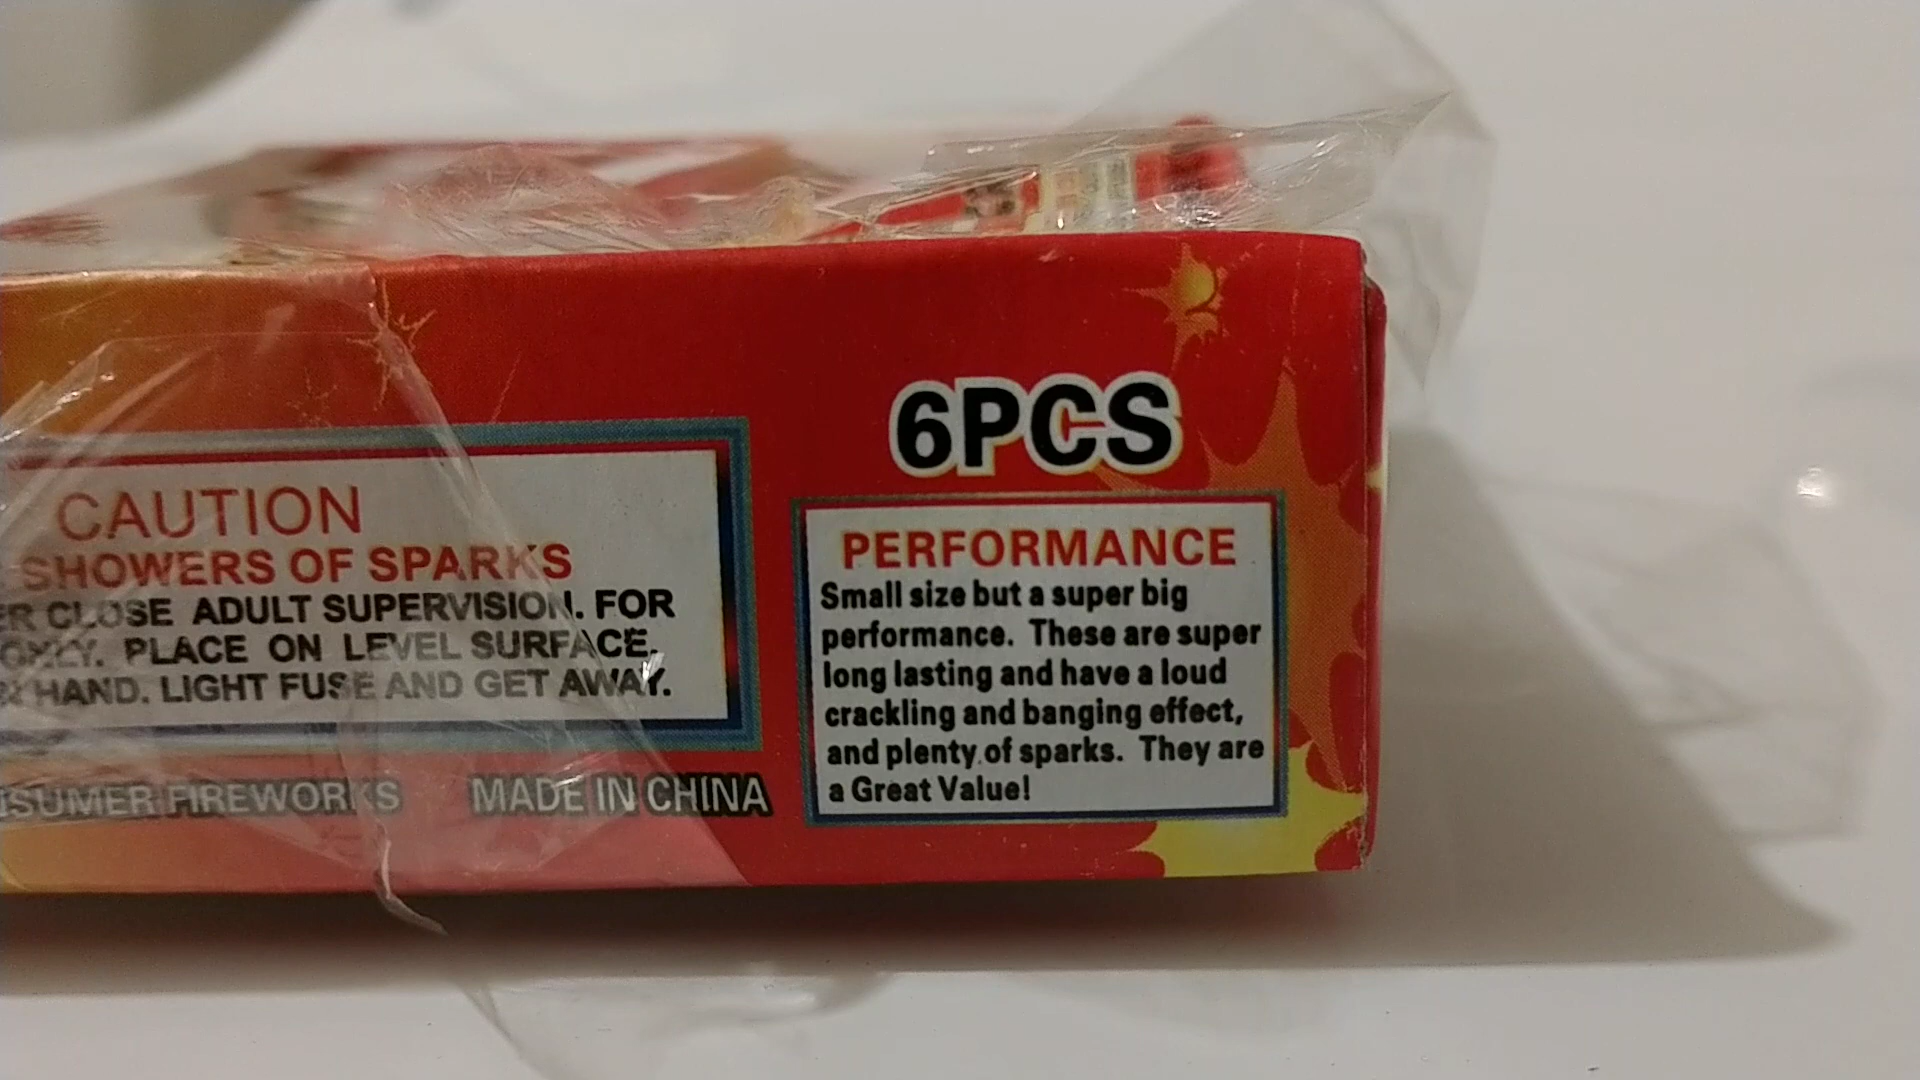 6PCS
CAUTION
SHOWERS OF SPARKS
CLOSE ADULT SUPERVISION. FOR
PLACE ON LEVEL SURFACE.
HAND. LIGHT FUSE AND GET AWAY.
FIREWORKS MADE IN CHINA
PERFORMANCE
Small size but a super big
performance. These are super
long lasting and have a loud
crackling and banging effect,
and plenty of sparks. They are
a Great Value!